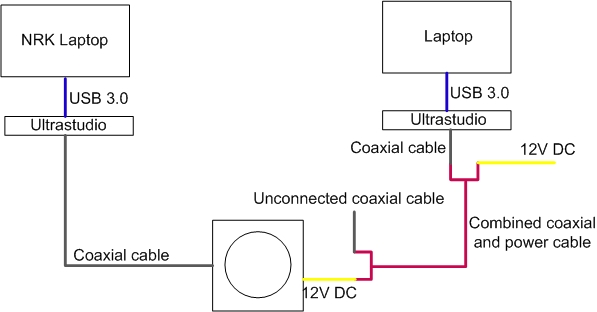 NRK Laptop
Laptop
USB 3.0
USB 3.0
Ultrastudio
Ultrastudio
Coaxial cable
12V DC
Unconnected coaxial cable
Combined coaxial
and power cable
Coaxial cable
12V DC